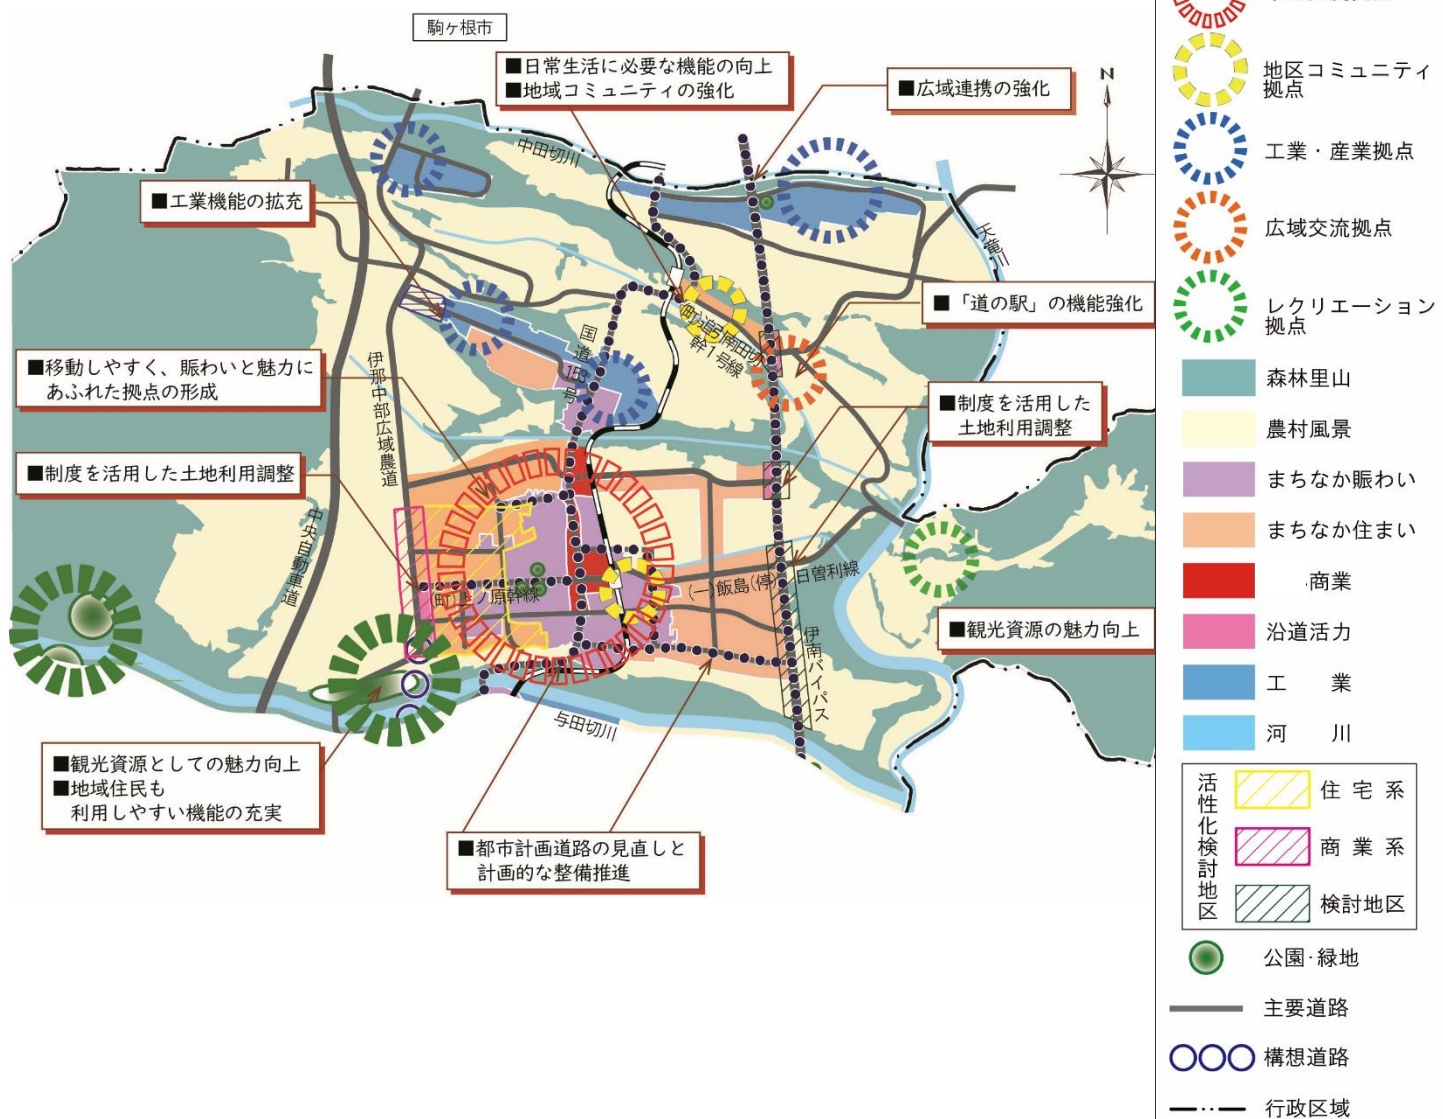 駒ヶ根市
■日常生活に必要な機能の向上
■地域コミュニティの強化
■広域連携の強化
N
中田切川
天竜川
■工業機能の拡充
■「道の駅」の機能強化
国道153号
伊那中部広域農道
■移動しやすく、賑わいと魅力に
あふれた拠点の形成
■制度を活用した
土地利用調整
■制度を活用した土地利用調整
中央自動車道
(一)飯島(停)
日曽利線
伊南バイパス
■観光資源の魅力向上
与田切川
■観光資源としての魅力向上
■地域住民も
利用しやすい機能の充実
■都市計画道路の見直しと
計画的な整備推進
地区コミュニティ
拠点
工業・産業拠点
広域交流拠点
レクリエーション
拠点
森林里山
農村風景
まちなか賑わい
まちなか住まい
商業
沿道活力
工　業
河　川
活性化検討地区
住 宅 系
商 業 系
検討地区
公園・緑地
主要道路
構想道路
行政区域